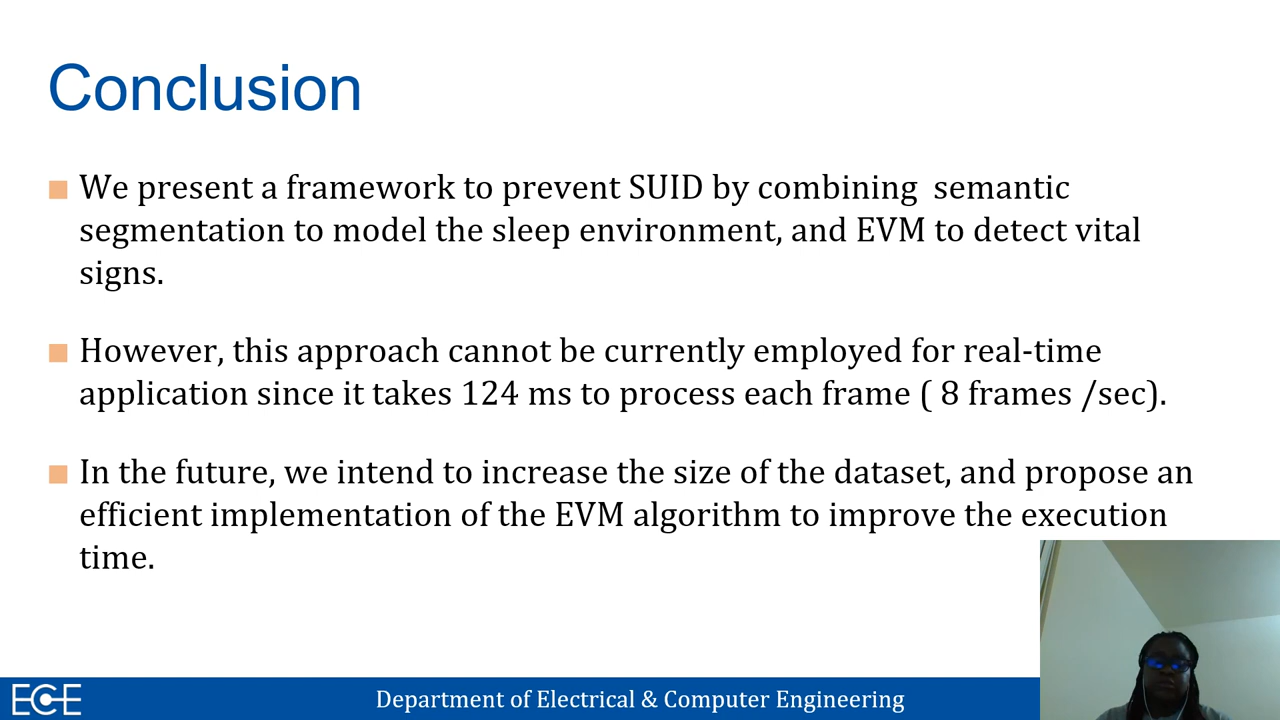 Conclusion
We present a framework to prevent SUID by combining  semantic
segmentation to model the sleep environment, and EVM to detect vital
signs.
However, this approach cannot be currently employed for real-time
application since it takes 124 ms to process each frame ( 8 frames /sec).
In the future, we intend to increase the size of the dataset, and propose an
efficient implementation of the EVM algorithm to improve the execution
time.
ECE
Department of Electrical & Computer Engineering